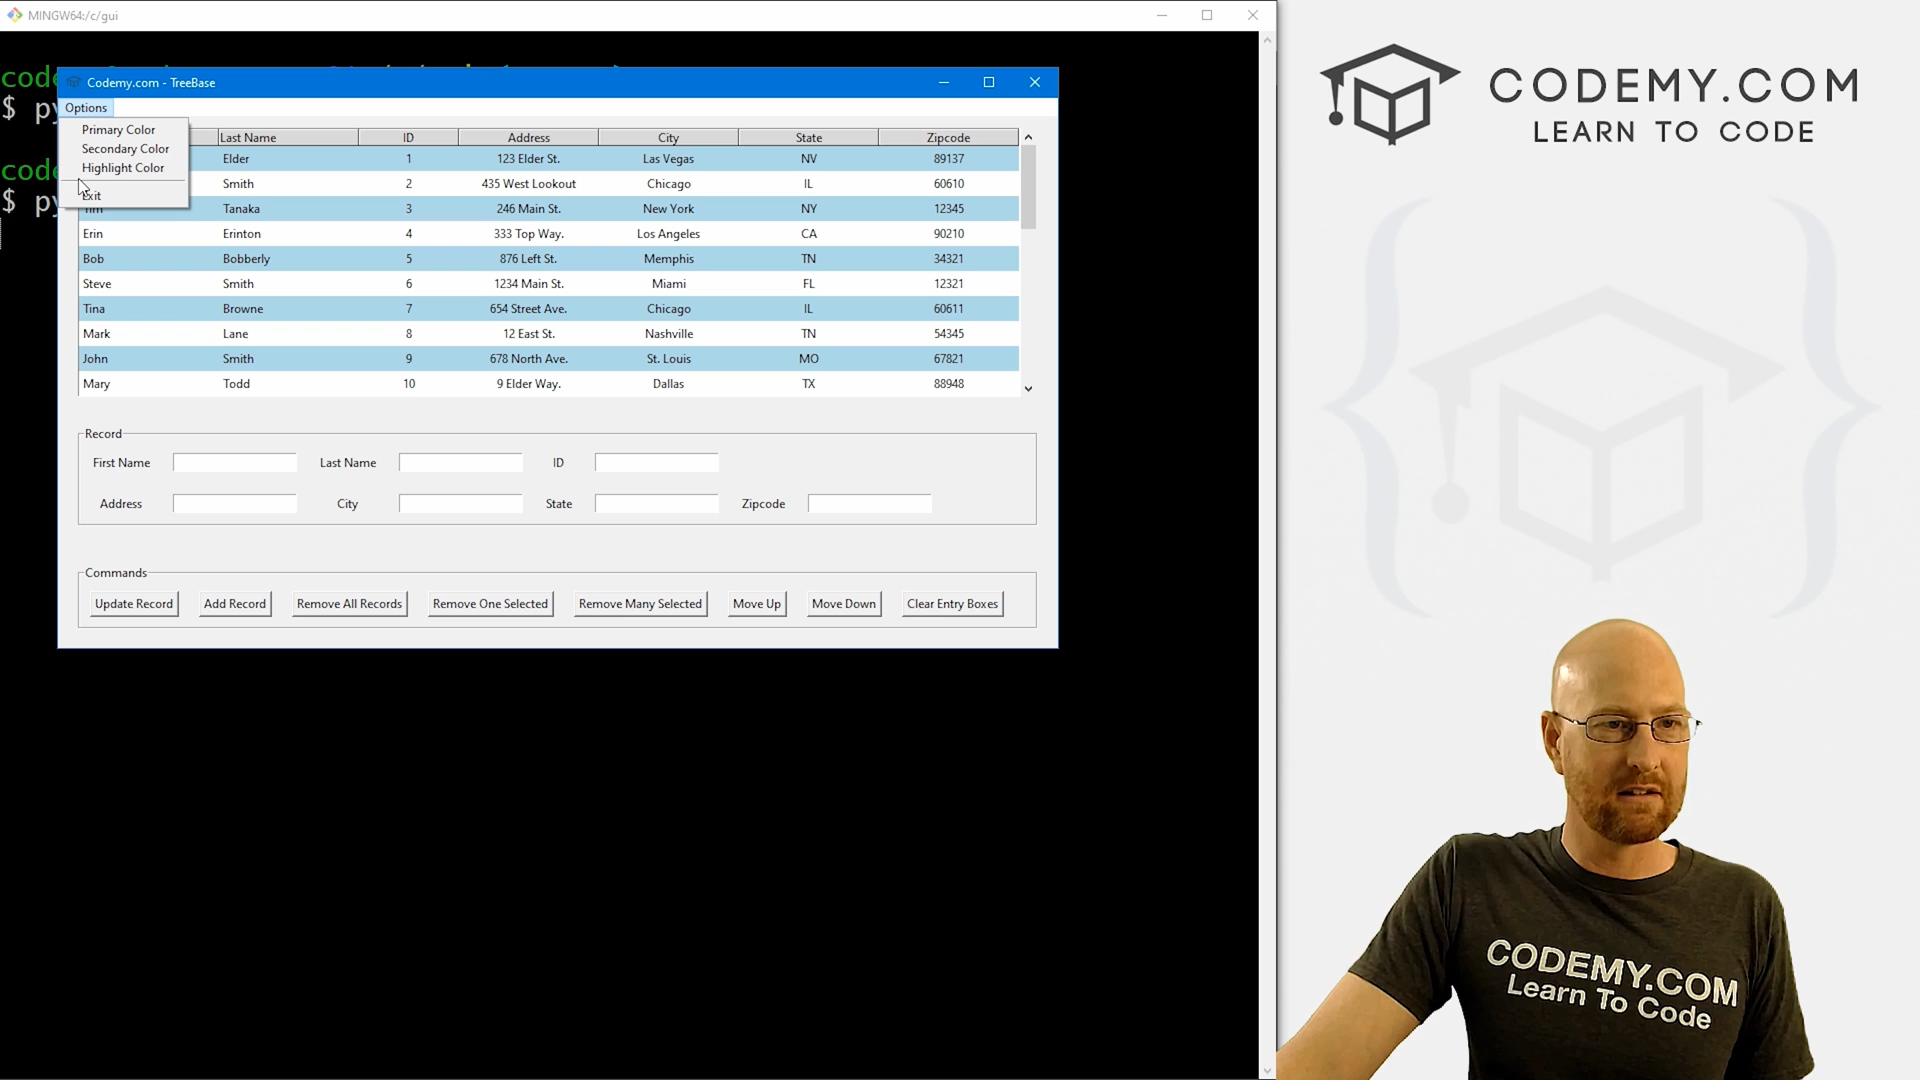 MINGW64:/c/gui
CODEMY.COM
LEARN TO CODE
Codemy.com - TreeBase
Options
Primary Color
Secondary Color
Highlight Color
Exit
Last Name ID Address City State Zipcode
Elder 1 123 Elder St. Las Vegas NV 89137
Smith 2 435 West Lookout Chicago IL 60610
Tim Tanaka 3 246 Main St. New York NY 12345
Erin Erinton 4 333 Top Way. Los Angeles CA 90210
Bob Bobberly 5 876 Left St. Memphis TN 34321
Steve Smith 6 1234 Main St. Miami FL 12321
Tina Browne 7 654 Street Ave. Chicago IL 60611
Mark Lane 8 12 East St. Nashville TN 54345
John Smith 9 678 North Ave. St. Louis MO 67821
Mary Todd 10 9 Elder Way. Dallas TX 88948
Record
First Name Last Name ID
Address City State Zipcode
Commands
Update Record Add Record Remove All Records Remove One Selected Remove Many Selected Move Up Move Down Clear Entry Boxes
code
$ py
code
$ py
CODEMY.COM
Learn To Code